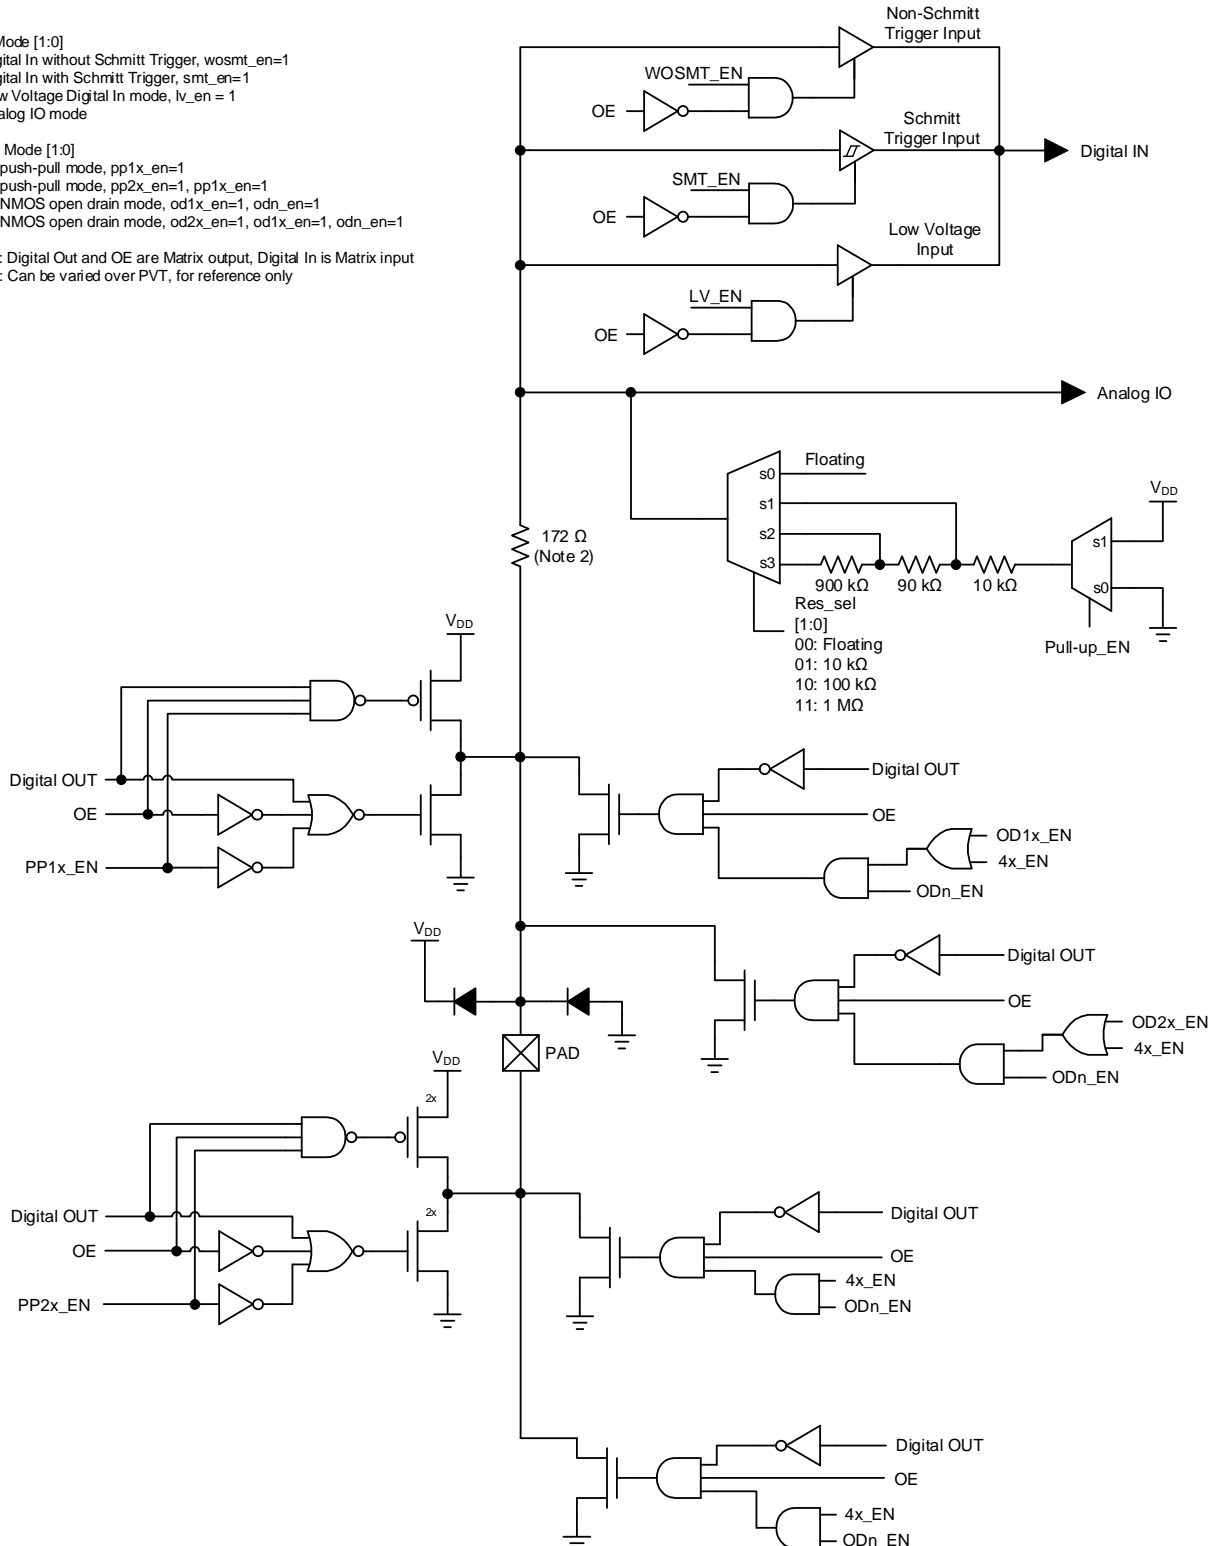 Mode [1:0]
gital In without Schmitt Trigger, wosmt_en=1
gital In with Schmitt Trigger, smt_en=1
w Voltage Digital In mode, lv_en = 1
alog IO mode
Mode [1:0]
push-pull mode, pp1x_en=1
push-pull mode, pp2x_en=1, pp1x_en=1
NMOS open drain mode, od1x_en=1, odn_en=1
NMOS open drain mode, od2x_en=1, od1x_en=1, odn_en=1
: Digital Out and OE are Matrix output, Digital In is Matrix input
: Can be varied over PVT, for reference only
Non-Schmitt
Trigger Input
WOSMT_EN
OE
Schmitt
Trigger Input
Digital IN
SMT_EN
OE
Low Voltage
Input
LV_EN
OE
Analog IO
Floating
s0
s1
s2
s3
VDD
s1
s0
172 Ω
(Note 2)
900 kΩ
90 kΩ
10 kΩ
Res_sel
[1:0]
00: Floating
01: 10 kΩ
10: 100 kΩ
11: 1 MΩ
Pull-up_EN
VDD
Digital OUT
OE
PP1x_EN
Digital OUT
OE
OD1x_EN
4x_EN
ODn_EN
VDD
Digital OUT
OE
OD2x_EN
4x_EN
ODn_EN
PAD
VDD
2x
2x
Digital OUT
OE
PP2x_EN
Digital OUT
OE
4x_EN
ODn_EN
Digital OUT
OE
4x_EN
ODn_EN